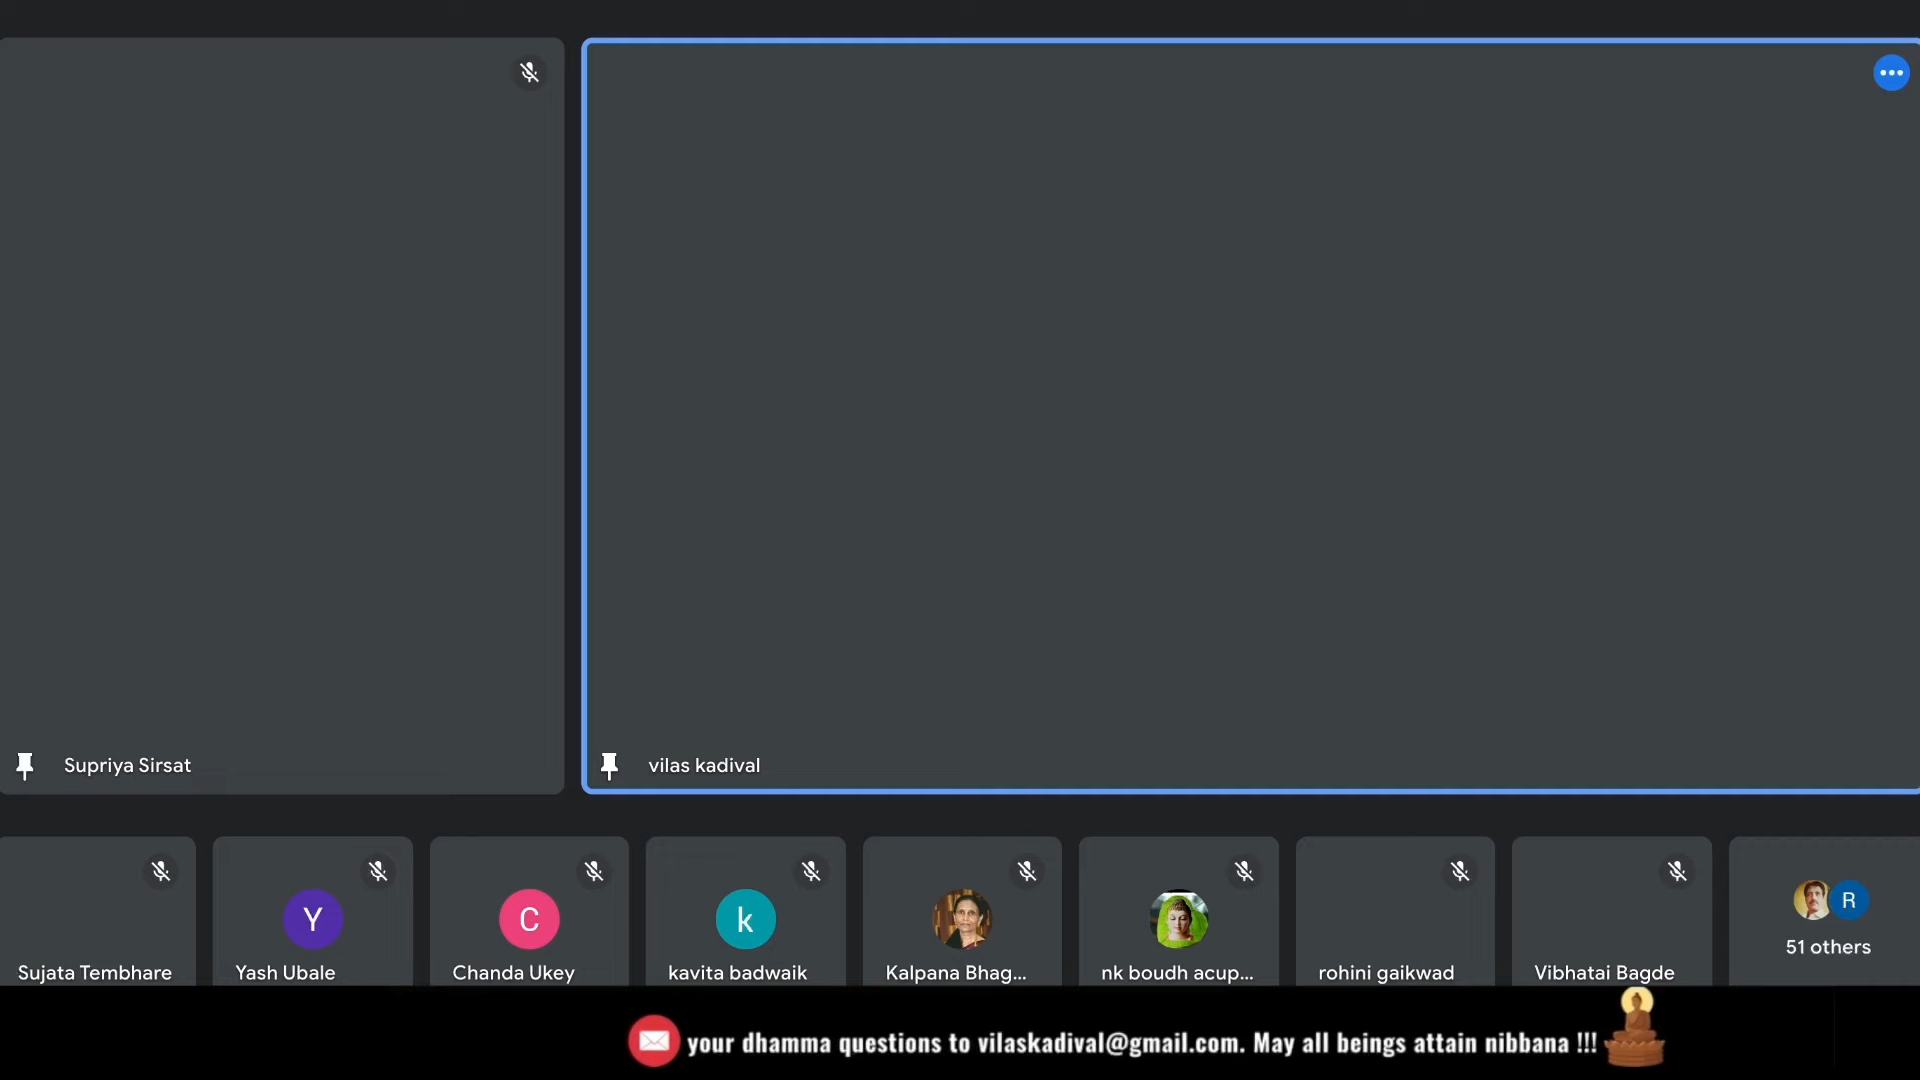 Supriya Sirsat
vilas kadival
Sujata Tembhare
Y
Yash Ubale
C
Chanda Ukey
k
kavita badwaik
Kalpana Bhag...
nk boudh acup...
rohini gaikwad
Vibhatai Bagde
R
51 others
your dhamma questions to vilaskadival@gmail.com. May all beings attain nibbana !!!